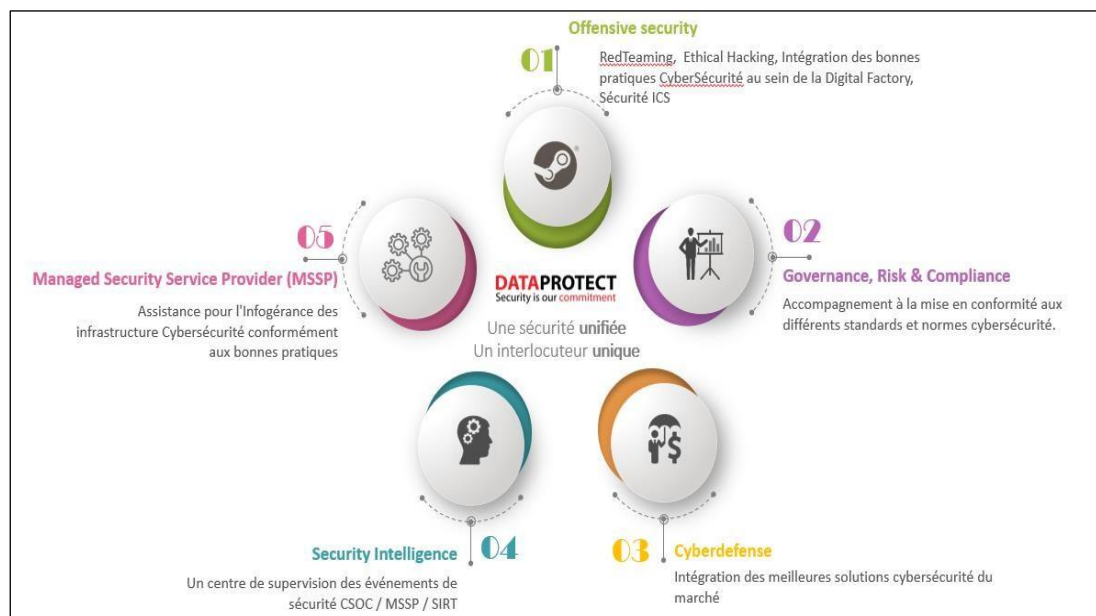 Offensive security
01
RedTeaming, Ethical Hacking, Intégration des bonnes
pratiques CyberSécurité au sein de la Digital Factory,
Sécurité ICS
02
Governance, Risk & Compliance
Accompagnement à la mise en conformité aux
différents standards et normes cybersécurité.
05
Managed Security Service Provider (MSSP)
Assistance pour l'Infogérance des
infrastructure Cybersécurité conformément
aux bonnes pratiques
DATAPROTECT
Security is our commitment
Une sécurité unifiée
Un interlocuteur unique
Security Intelligence
04
Un centre de supervision des événements de
sécurité CSOC / MSSP / SIRT
03
Cyberdefense
Intégration des meilleures solutions cybersécurité du
marché